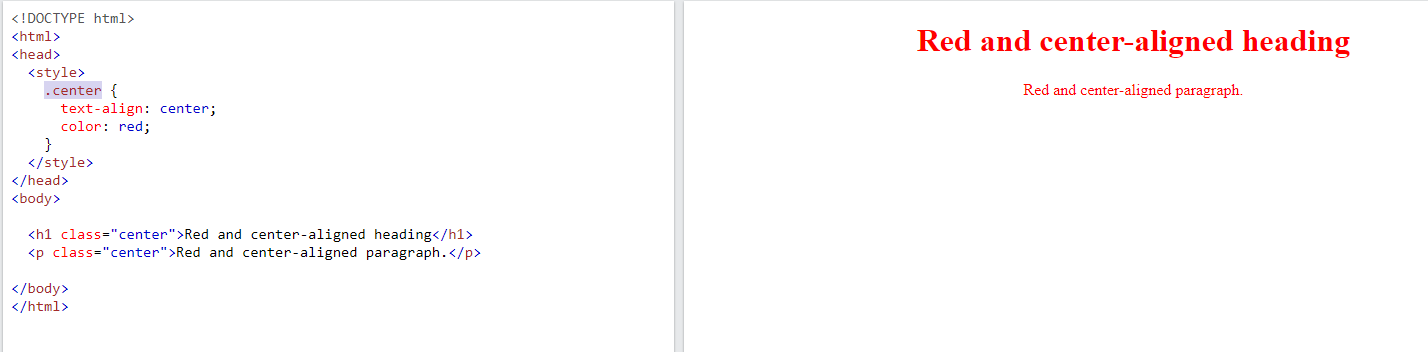 <!DOCTYPE html>
<html>
<head>
  <style>
    .center {
      text-align: center;
      color: red;
    }
  </style>
</head>
<body>
  <h1 class="center">Red and center-aligned heading</h1>
  <p class="center">Red and center-aligned paragraph.</p>
</body>
</html>
Red and center-aligned heading
Red and center-aligned paragraph.